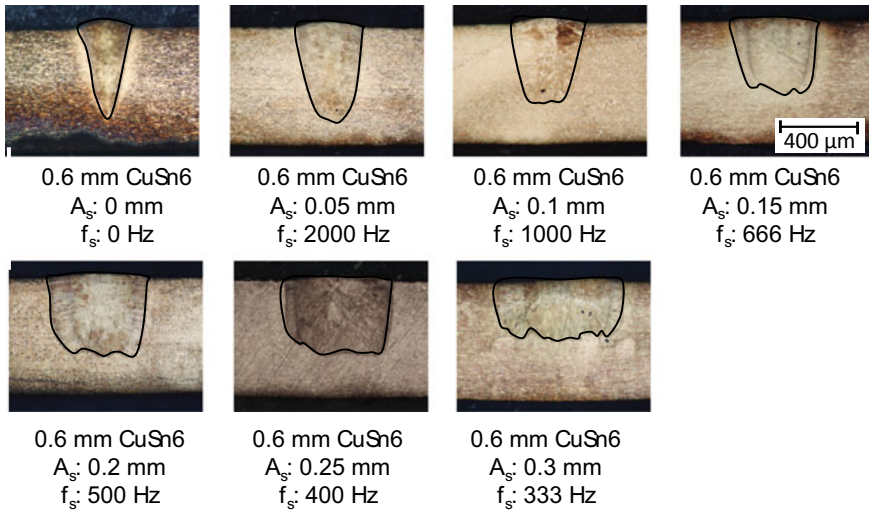 400 µm
0.6 mm CuSn6
Aₛ: 0 mm
fₛ: 0 Hz
0.6 mm CuSn6
Aₛ: 0.05 mm
fₛ: 2000 Hz
0.6 mm CuSn6
Aₛ: 0.1 mm
fₛ: 1000 Hz
0.6 mm CuSn6
Aₛ: 0.15 mm
fₛ: 666 Hz
0.6 mm CuSn6
Aₛ: 0.2 mm
fₛ: 500 Hz
0.6 mm CuSn6
Aₛ: 0.25 mm
fₛ: 400 Hz
0.6 mm CuSn6
Aₛ: 0.3 mm
fₛ: 333 Hz